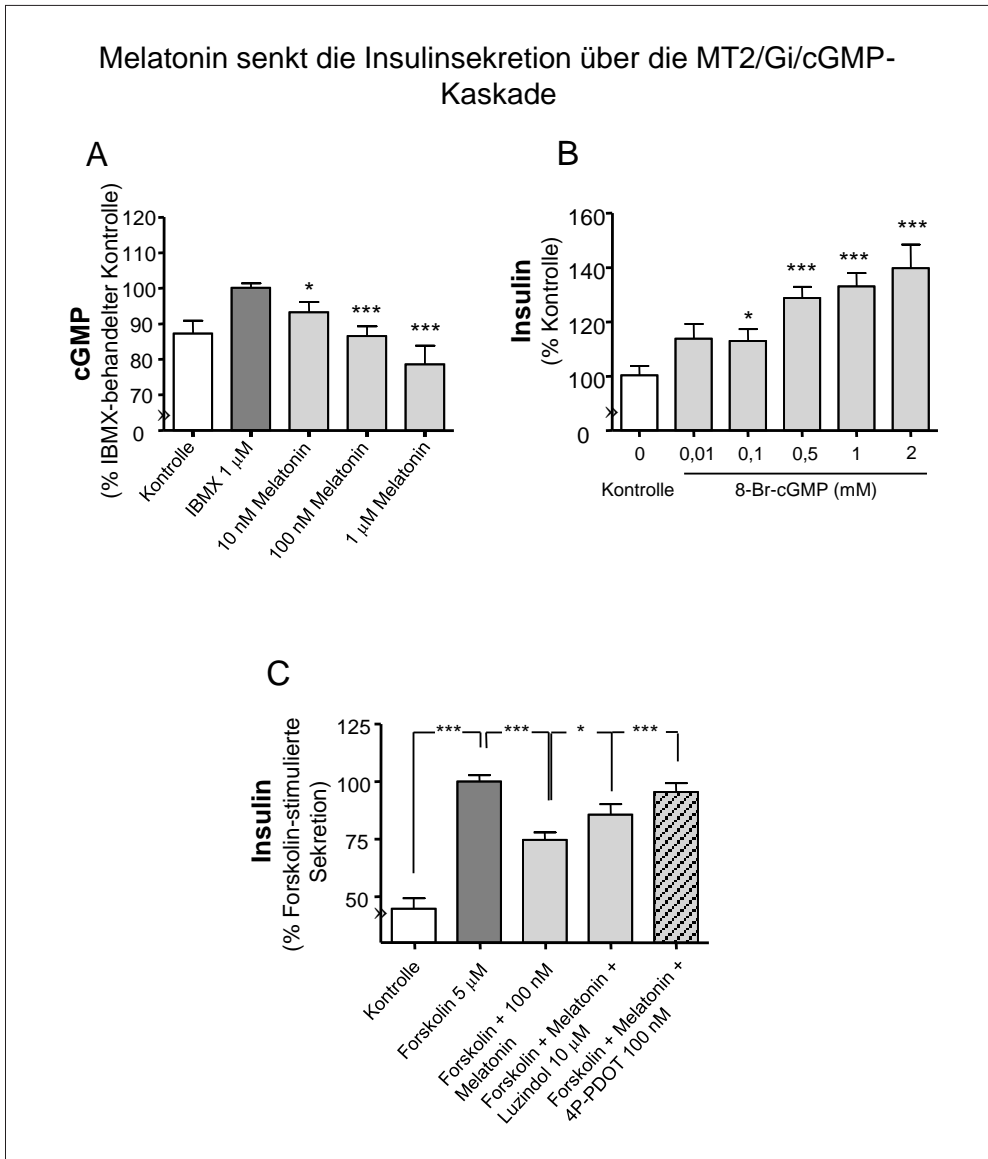 Melatonin senkt die Insulinsekretion über die MT2/Gi/cGMP-
Kaskade
A
cGMP
(% IBMX-behandelter Kontrolle)
120
100
90
80
70
0
*
***
***
Kontrolle
IBMX 1 µM
10 nM Melatonin
100 nM Melatonin
1 µM Melatonin
B
Insulin
(% Kontrolle)
160
140
120
100
0
*
***
***
***
0
0,01
0,1
0,5
1
2
Kontrolle
8-Br-cGMP (mM)
C
Insulin
(% Forskolin-stimulierte
Sekretion)
125
100
75
50
***
***
*
***
Kontrolle
Forskolin 5 µM
Forskolin + 100 nM
Melatonin
Forskolin + Melatonin +
Luzindol 10 µM
Forskolin + Melatonin +
4P-PDOT 100 nM